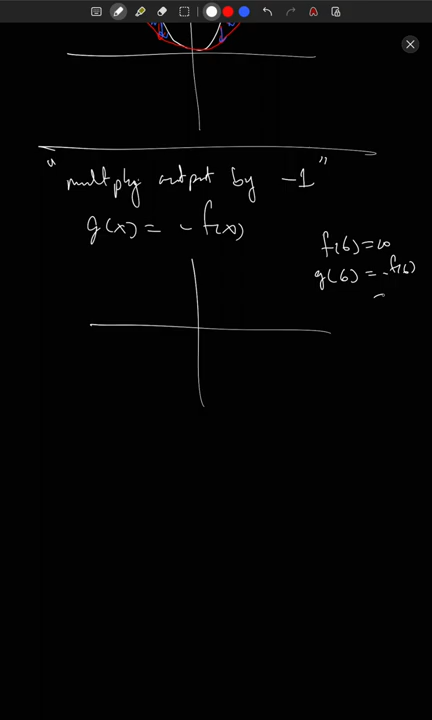 "multiply output by -1"
g(x) = - f(x)
f(6) = 10
g(6) = - f(6)
=